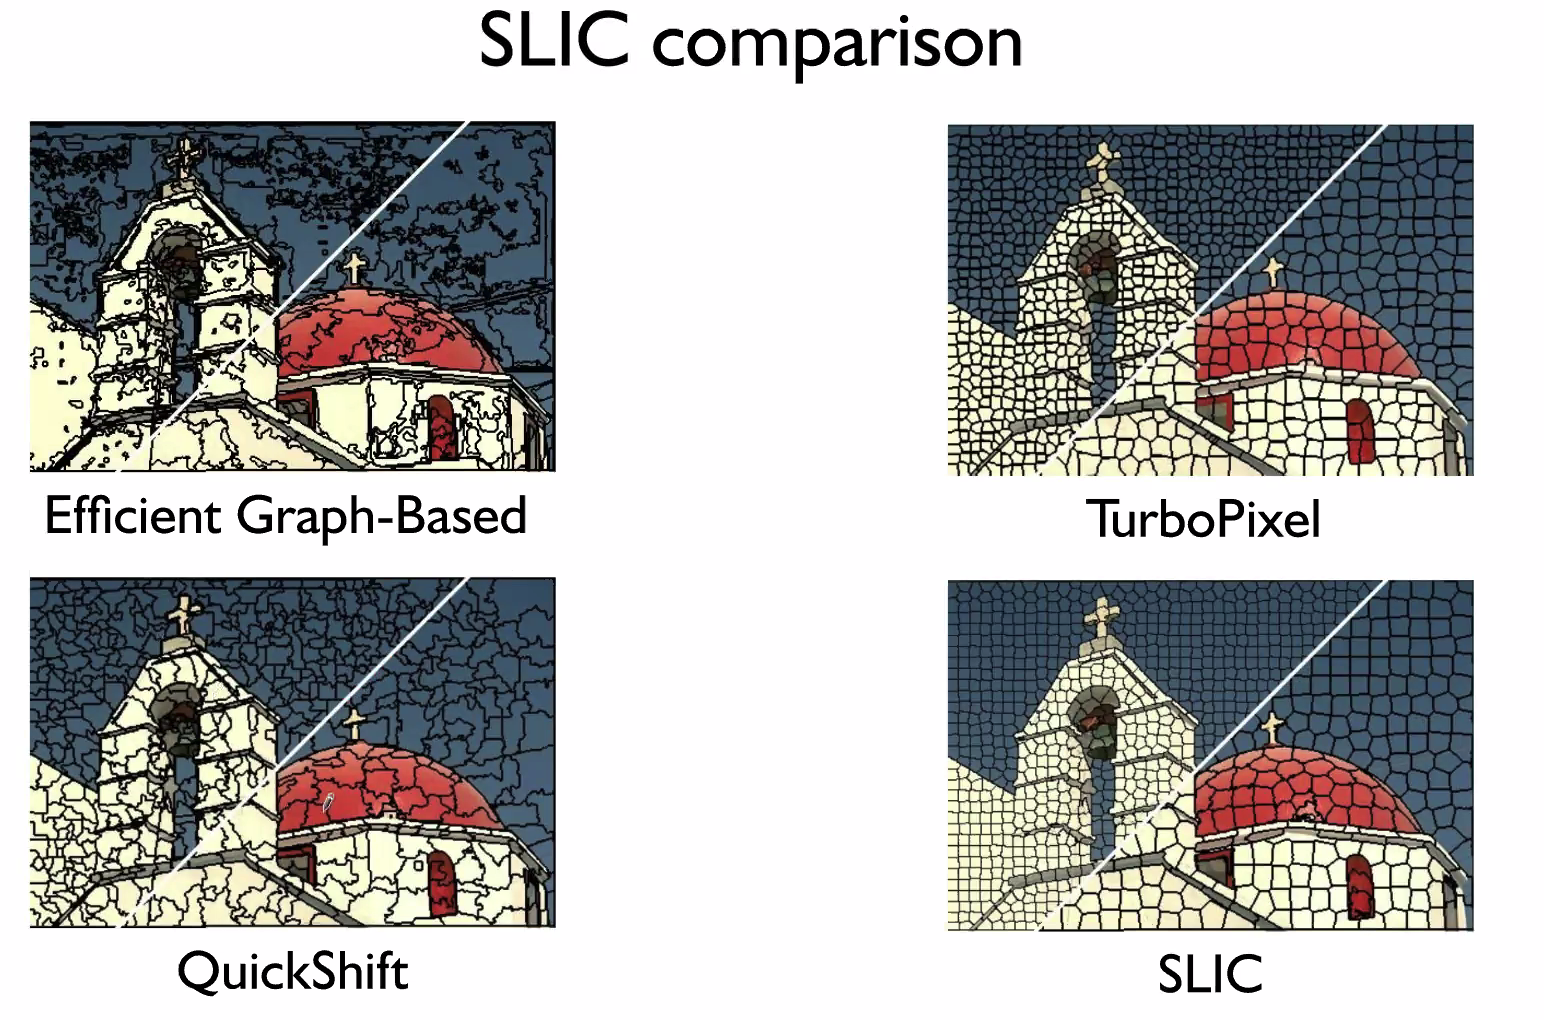 SLIC comparison
Efficient Graph-Based
TurboPixel
QuickShift
SLIC